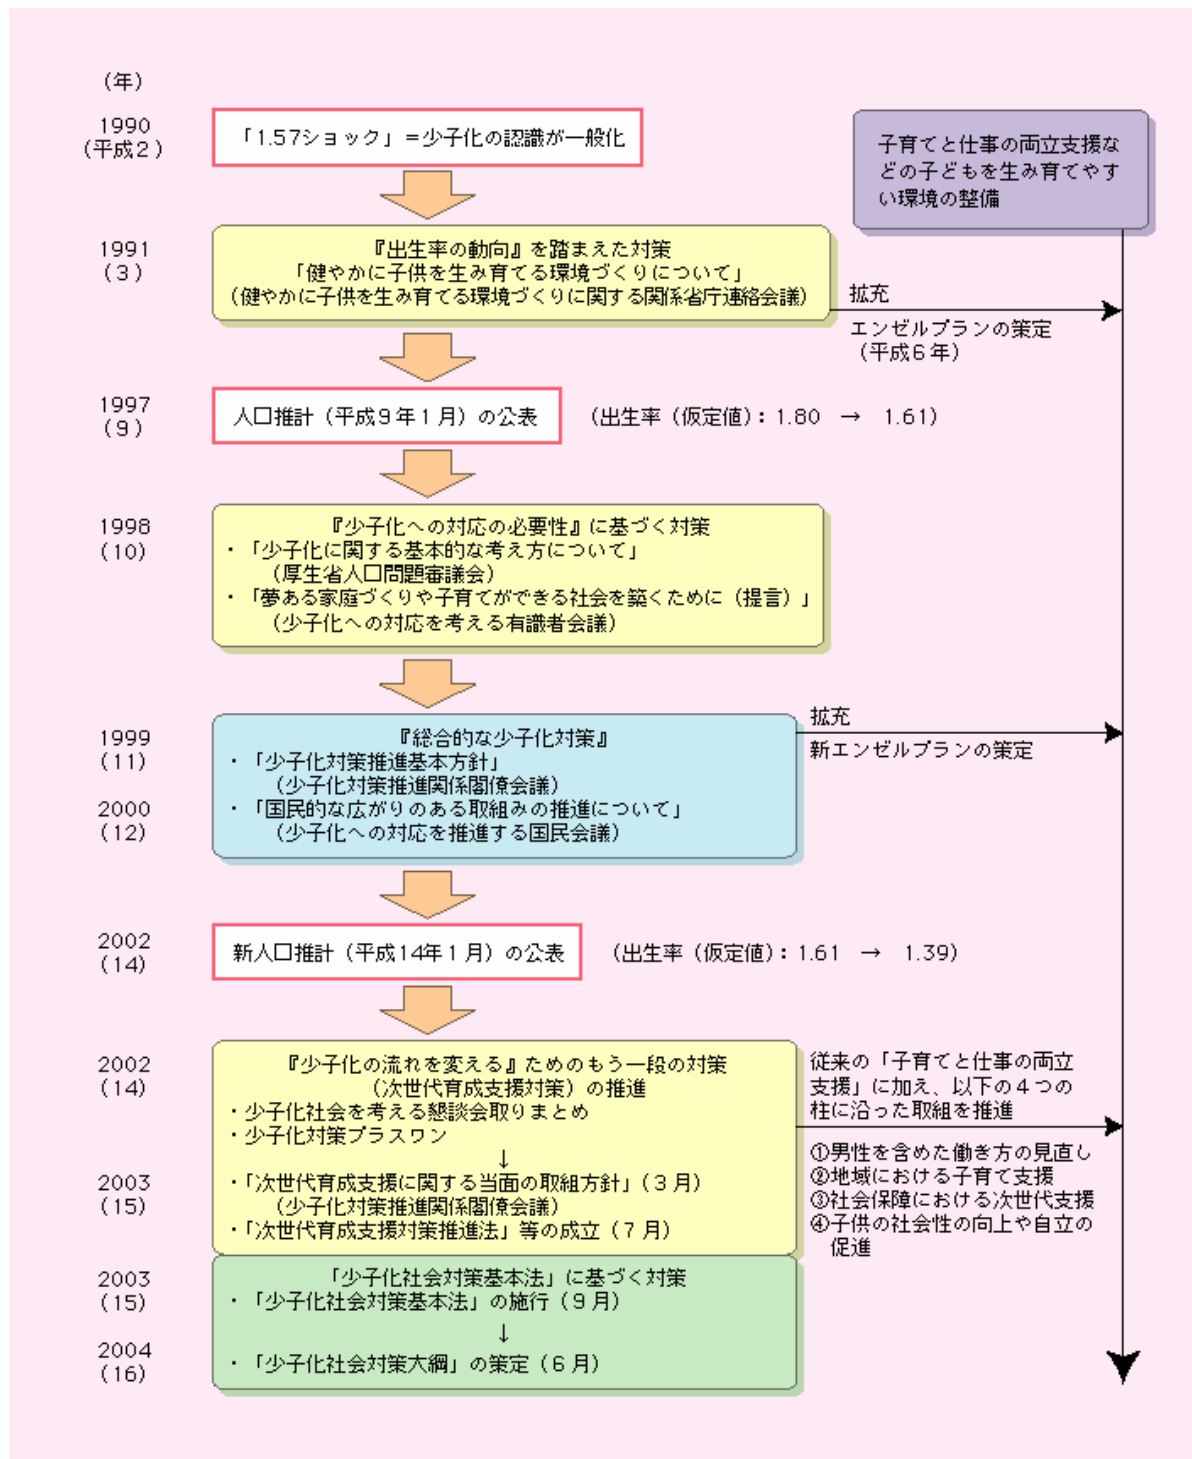 （年）
1990
（平成２）
「1.57ショック」＝少子化の認識が一般化
子育てと仕事の両立支援な
どの子どもを生み育てやす
い環境の整備
1991
（３）
『出生率の動向』を踏まえた対策
「健やかに子供を生み育てる環境づくりについて」
（健やかに子供を生み育てる環境づくりに関する関係省庁連絡会議）
拡充
エンゼルプランの策定
（平成６年）
1997
（９）
人口推計（平成９年１月）の公表
（出生率（仮定値）：1.80　→　1.61）
1998
（10）
『少子化への対応の必要性』に基づく対策
・「少子化に関する基本的な考え方について」
（厚生省人口問題審議会）
・「夢ある家庭づくりや子育てができる社会を築くために（提言）」
（少子化への対応を考える有識者会議）
1999
（11）
2000
（12）
『総合的な少子化対策』
・「少子化対策推進基本方針」
（少子化対策推進関係閣僚会議）
・「国民的な広がりのある取組みの推進について」
（少子化への対応を推進する国民会議）
拡充
新エンゼルプランの策定
2002
（14）
新人口推計（平成14年１月）の公表
（出生率（仮定値）：1.61　→　1.39）
2002
（14）
『少子化の流れを変える』ためのもう一段の対策
（次世代育成支援対策）の推進
・少子化社会を考える懇談会取りまとめ
・少子化対策プラスワン
↓
2003
（15）
・「次世代育成支援に関する当面の取組方針」（３月）
（少子化対策推進関係閣僚会議）
・「次世代育成支援対策推進法」等の成立（７月）
従来の「子育てと仕事の両立
支援」に加え、以下の４つの
柱に沿った取組を推進
①男性を含めた働き方の見直し
②地域における子育て支援
③社会保障における次世代支援
④子供の社会性の向上や自立の
促進
2003
（15）
「少子化社会対策基本法」に基づく対策
・「少子化社会対策基本法」の施行（９月）
↓
2004
（16）
・「少子化社会対策大綱」の策定（６月）